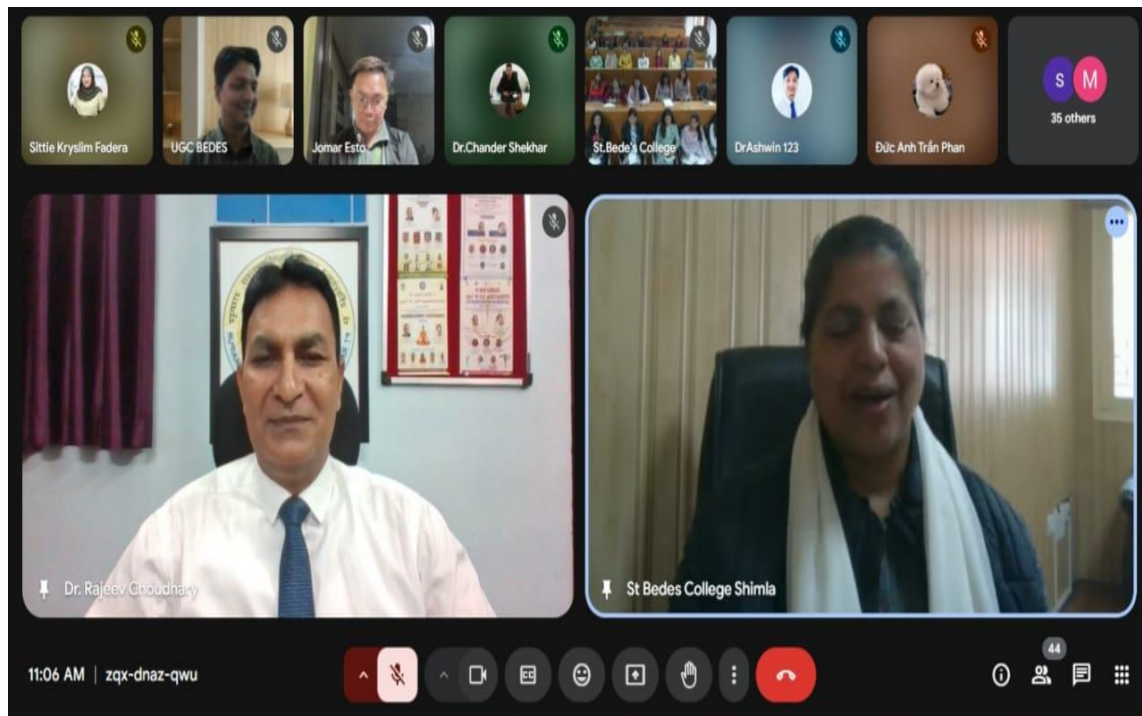 Sittie Kryslim Fadera
UGC BEDES
Jomar Esto
Dr.Chander Shekhar
St.Bede's College
DrAshwin 123
Đức Anh Trần Phan
S M
35 others
Dr. Rajeev Choudhary
St Bedes College Shimla
11:06 AM | zqx-dnaz-qwu
CC
44